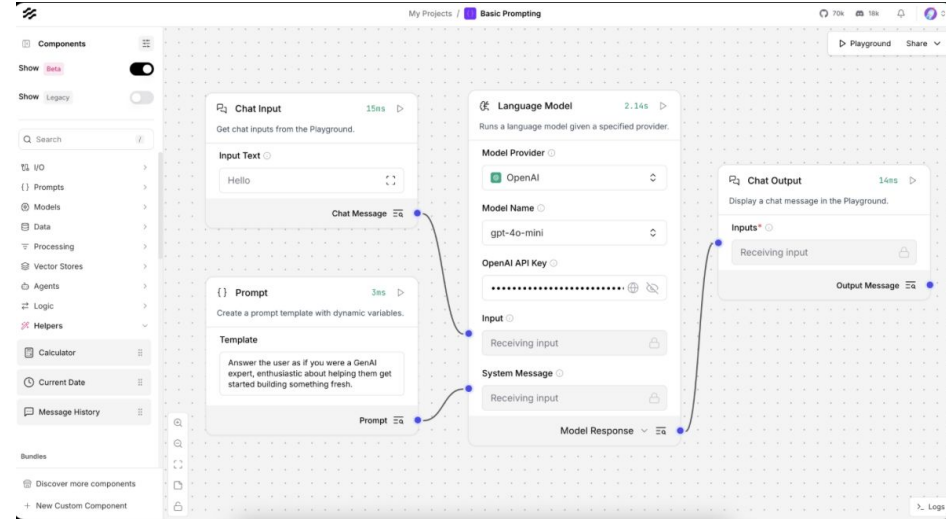 My Projects / Basic Prompting
70k 18k
Components
Show Beta
Show Legacy
Search /
I/O
{} Prompts
Models
Data
Processing
Vector Stores
Agents
Logic
Helpers
Calculator
Current Date
Message History
Bundles
Discover more components
+ New Custom Component
Playground Share
Chat Input 15ms
Get chat inputs from the Playground.
Input Text
Hello
Chat Message
{} Prompt 3ms
Create a prompt template with dynamic variables.
Template
Answer the user as if you were a GenAI
expert, enthusiastic about helping them get
started building something fresh.
Prompt
Language Model 2.14s
Runs a language model given a specified provider.
Model Provider
OpenAI
Model Name
gpt-4o-mini
OpenAI API Key
Input
Receiving input
System Message
Receiving input
Model Response
Chat Output 14ms
Display a chat message in the Playground.
Inputs*
Receiving input
Output Message
>_ Logs